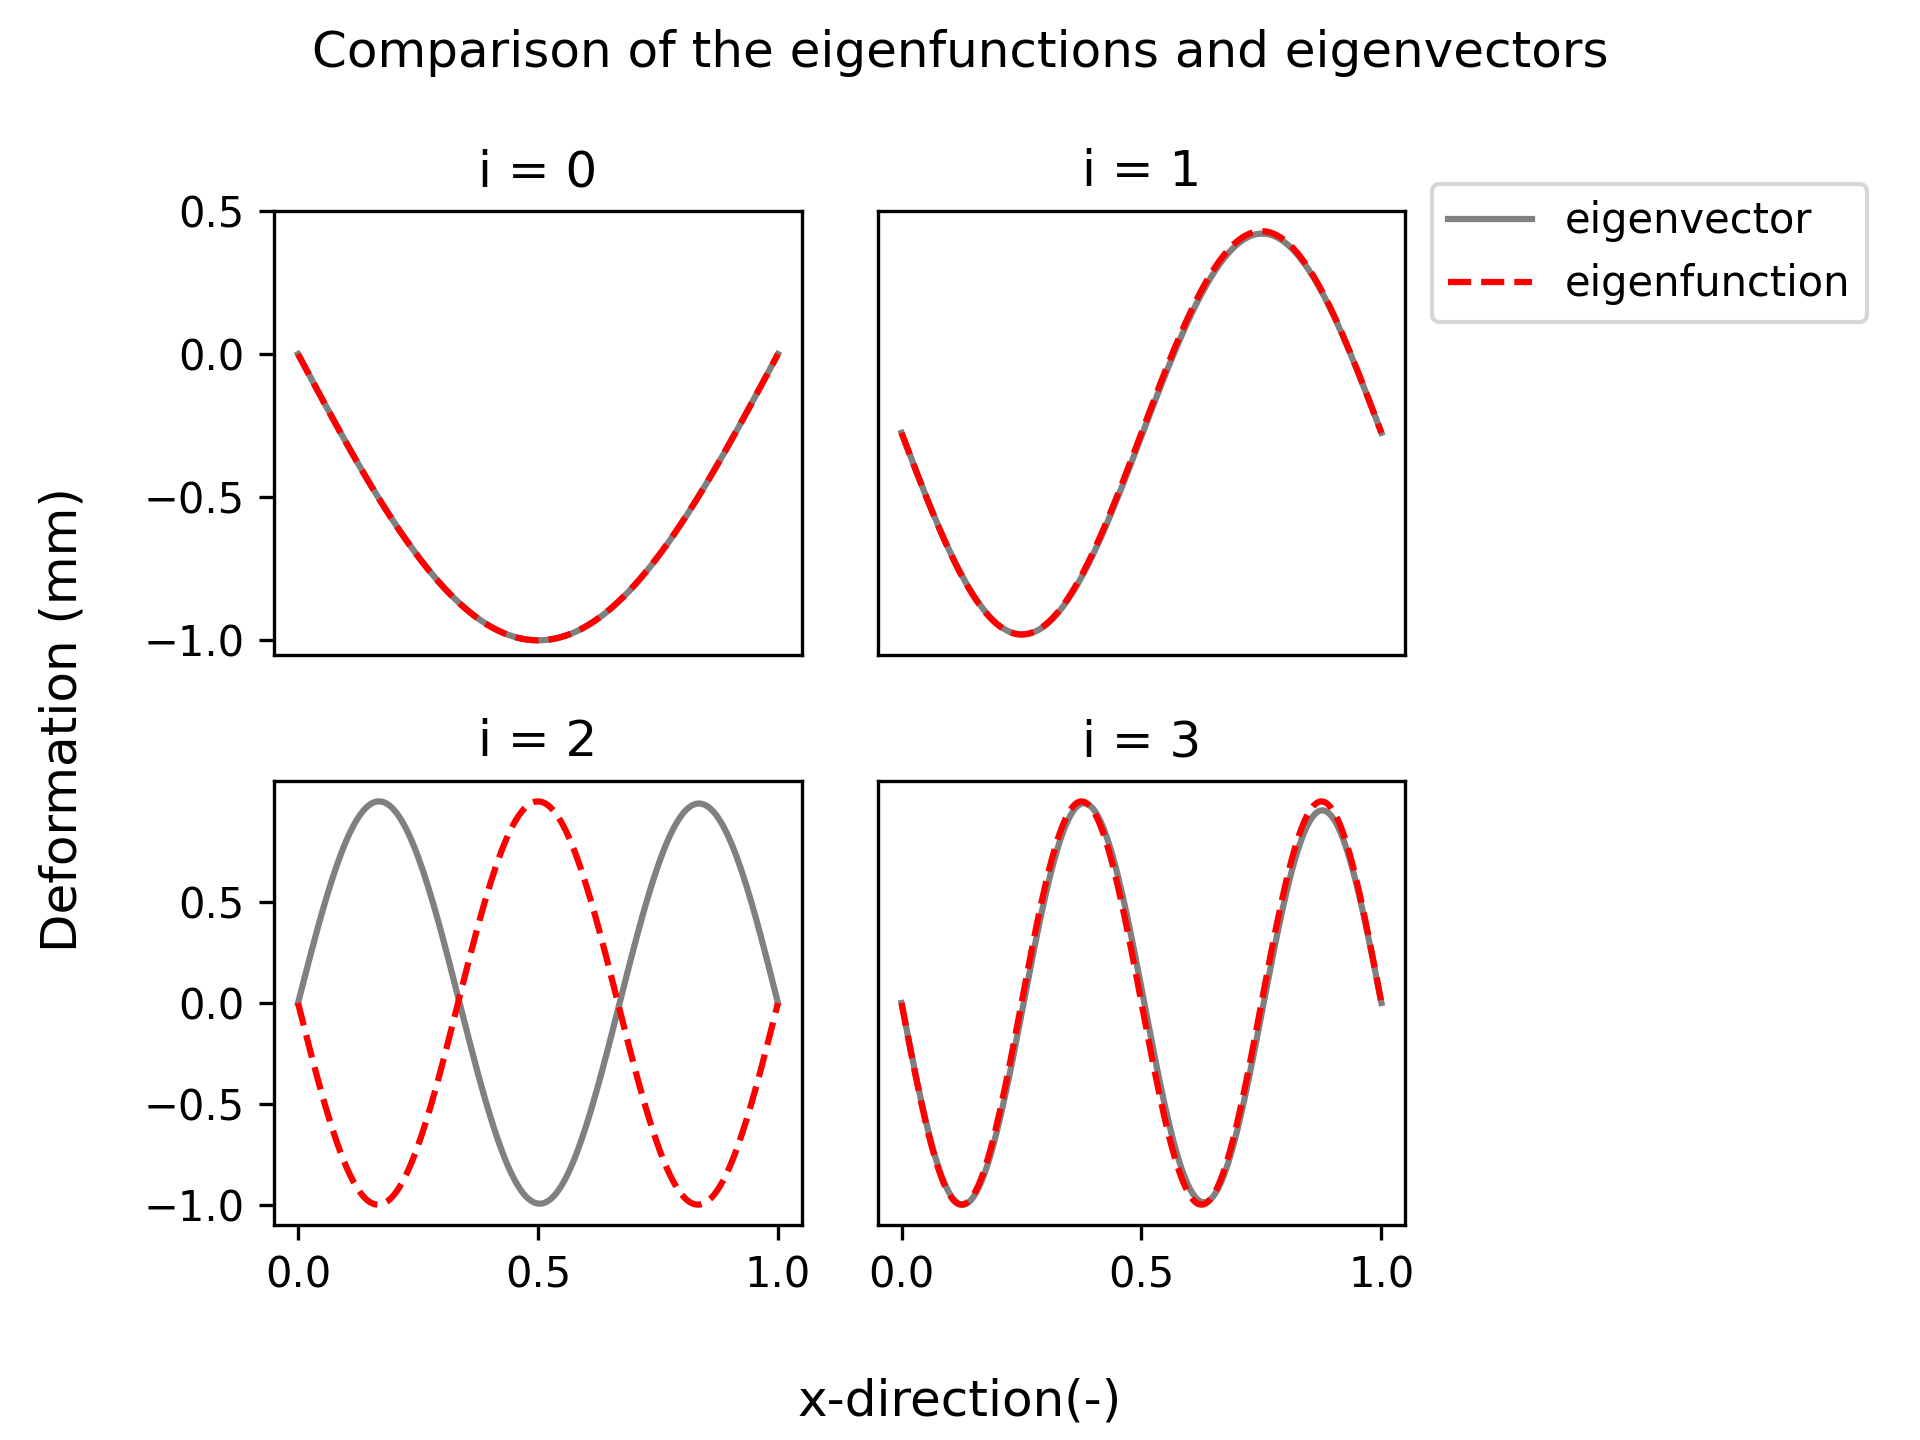 Comparison of the eigenfunctions and eigenvectors
i = 0
i = 1
eigenvector
eigenfunction
0.5
0.0
−0.5
−1.0
Deformation (mm)
i = 2
i = 3
0.5
0.0
−0.5
−1.0
0.0 0.5 1.0
0.0 0.5 1.0
x-direction(-)